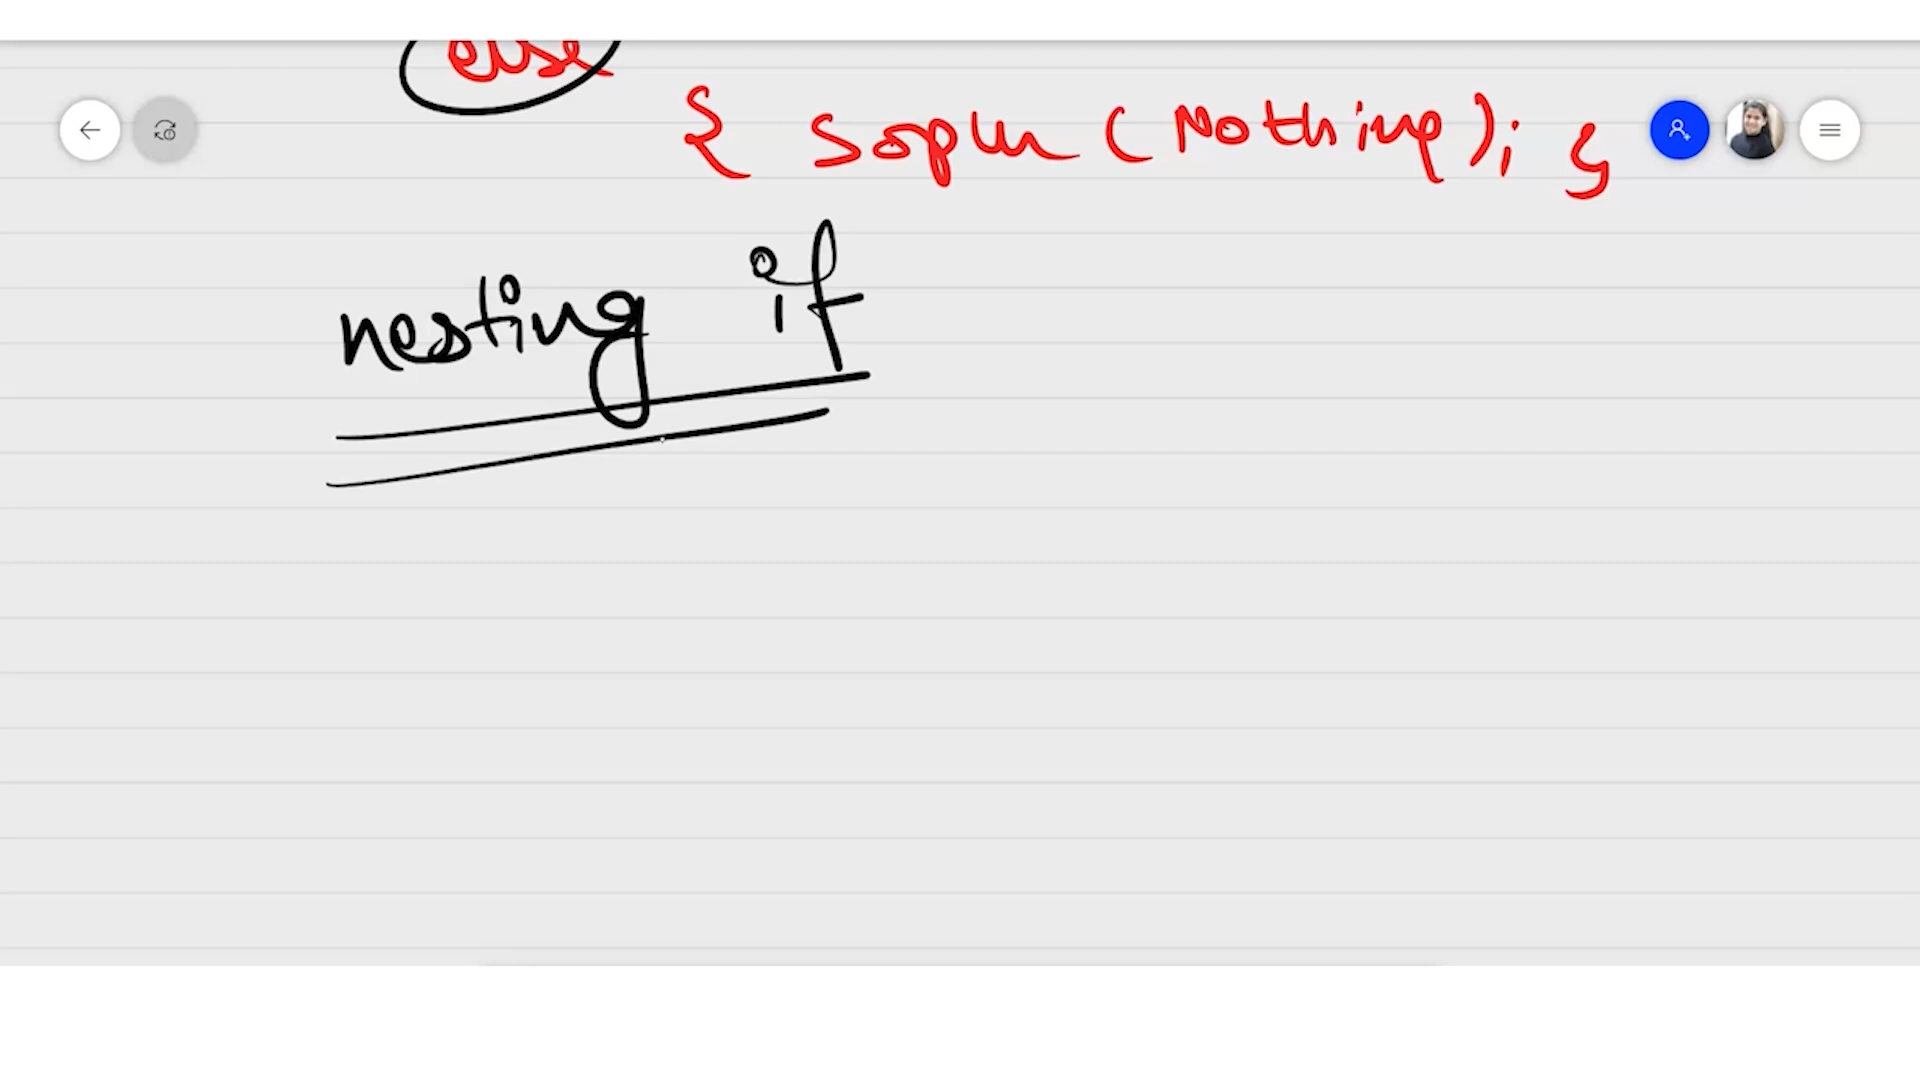 else
{ Sopln (Nothing); }
nesting if